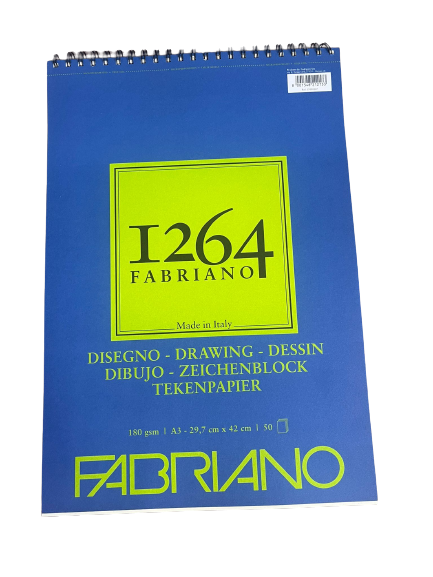 1264
FABRIANO
Made in Italy
DISEGNO - DRAWING - DESSIN
DIBUJO - ZEICHENBLOCK
TEKENPAPIER
180 gsm | A3 - 29,7 cm x 42 cm | 50
FABRIANO